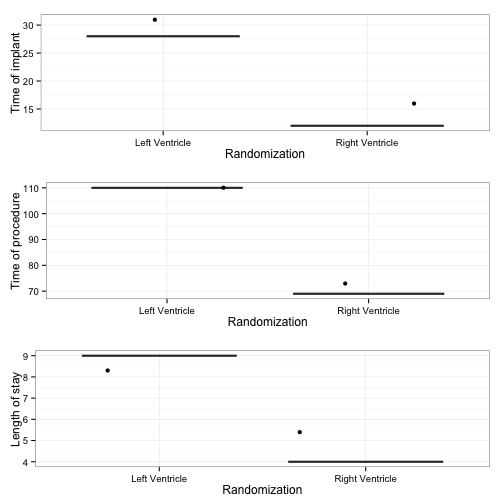 Time of implant
30
25
20
15
Left Ventricle Right Ventricle
Randomization
Time of procedure
110
100
90
80
70
Left Ventricle Right Ventricle
Randomization
Length of stay
9
8
7
6
5
4
Left Ventricle Right Ventricle
Randomization